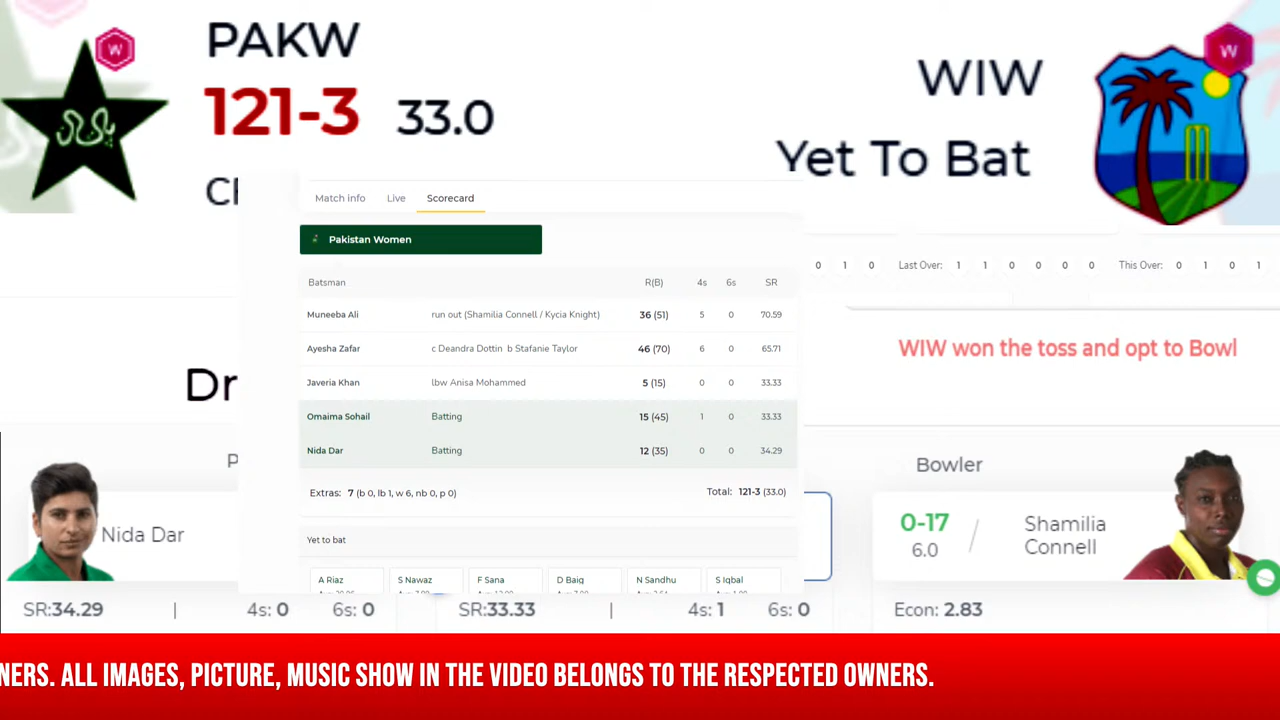 PAKW
W
121-3 33.0
WIW
W
Yet To Bat
Match info Live Scorecard
Pakistan Women
0 1 0 Last Over: 1 1 0 0 0 0 This Over: 0 1 0 1
Batsman R(B) 4s 6s SR
Muneeba Ali run out (Shamilia Connell / Kycia Knight) 36 (51) 5 0 70.59
Ayesha Zafar c Deandra Dottin b Stafanie Taylor 46 (70) 6 0 65.71
WIW won the toss and opt to Bowl
Javeria Khan lbw Anisa Mohammed 5 (15) 0 0 33.33
Omaima Sohail Batting 15 (45) 1 0 33.33
Nida Dar Batting 12 (35) 0 0 34.29
Bowler
Extras: 7 (b 0, lb 1, w 6, nb 0, p 0) Total: 121-3 (33.0)
Nida Dar
0-17
6.0
Shamilia
Connell
Yet to bat
A Riaz S Nawaz F Sana D Baig N Sandhu S Iqbal
SR:34.29 | 4s: 0 6s: 0 SR:33.33 | 4s: 1 6s: 0 Econ: 2.83
NERS. ALL IMAGES, PICTURE, MUSIC SHOW IN THE VIDEO BELONGS TO THE RESPECTED OWNERS.